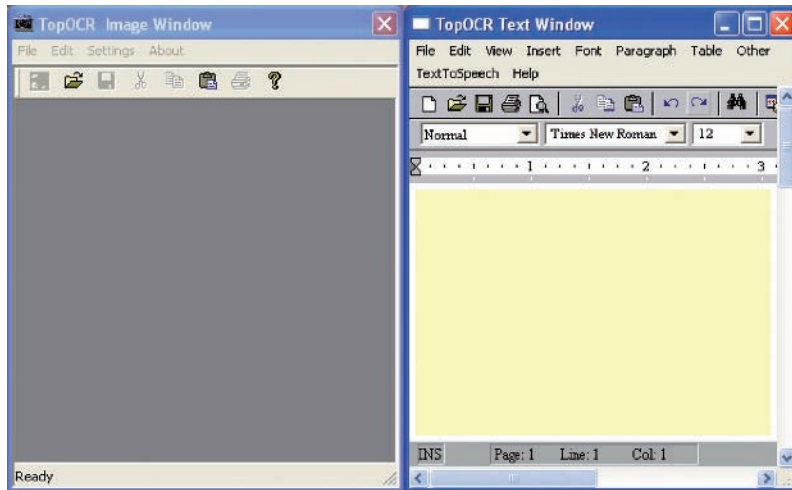 TopOCR Image Window
File Edit Settings About
Ready
TopOCR Text Window
File Edit View Insert Font Paragraph Table Other
TextToSpeech Help
Normal Times New Roman 12
1 2 3
INS Page: 1 Line: 1 Col: 1